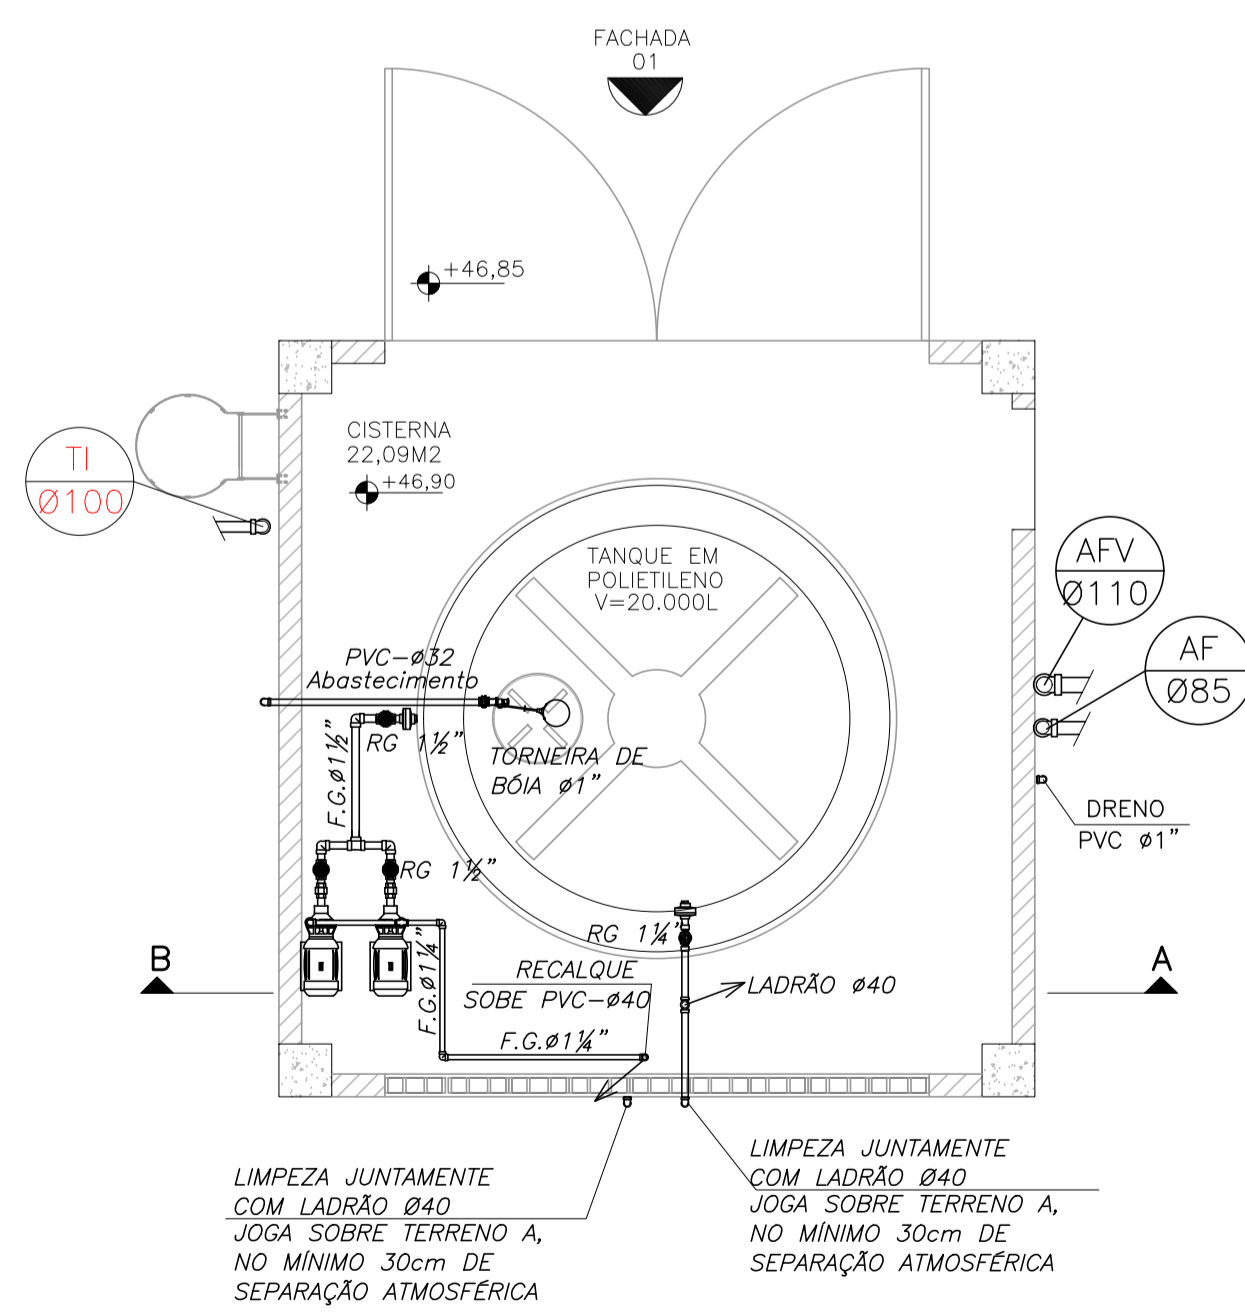 FACHADA
01
+46,85
CISTERNA
22,09M2
+46,90
TI
Ø100
TANQUE EM
POLIETILENO
V=20.000L
AFV
Ø110
AF
Ø85
PVC-ø32
Abastecimento
RG 1½"
F.G.ø1½"
TORNEIRA DE
BÓIA ø1"
DRENO
PVC ø1"
RG 1½"
RG 1¼"
F.G.ø1¼"
B
A
RECALQUE
SOBE PVC-ø40
LADRÃO ø40
F.G.ø1¼"
LIMPEZA JUNTAMENTE
COM LADRÃO Ø40
JOGA SOBRE TERRENO A,
NO MÍNIMO 30cm DE
SEPARAÇÃO ATMOSFÉRICA
LIMPEZA JUNTAMENTE
COM LADRÃO Ø40
JOGA SOBRE TERRENO A,
NO MÍNIMO 30cm DE
SEPARAÇÃO ATMOSFÉRICA